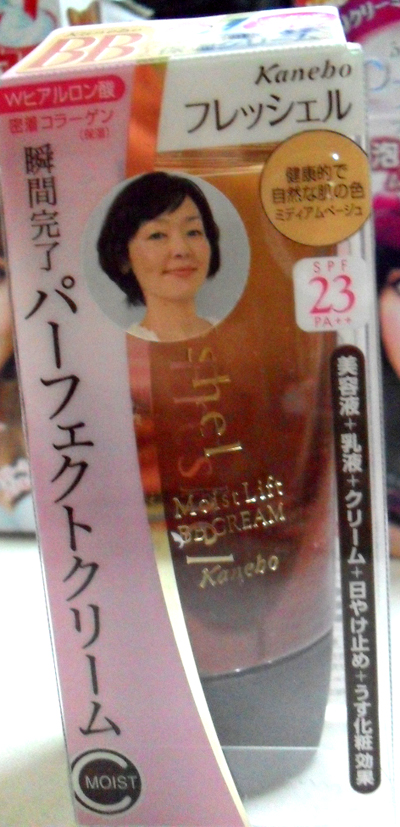 BB
Kanebo
フレッシェル
Wヒアルロン酸
密着コラーゲン
(保湿)
健康的で
自然な肌の色
ミディアムベージュ
SPF
23
PA++
瞬間完了
パーフェクトクリーム
美容液+乳液+クリーム+日やけ止め+うす化粧効果
Moist Lift
BB CREAM
Kanebo
MOIST